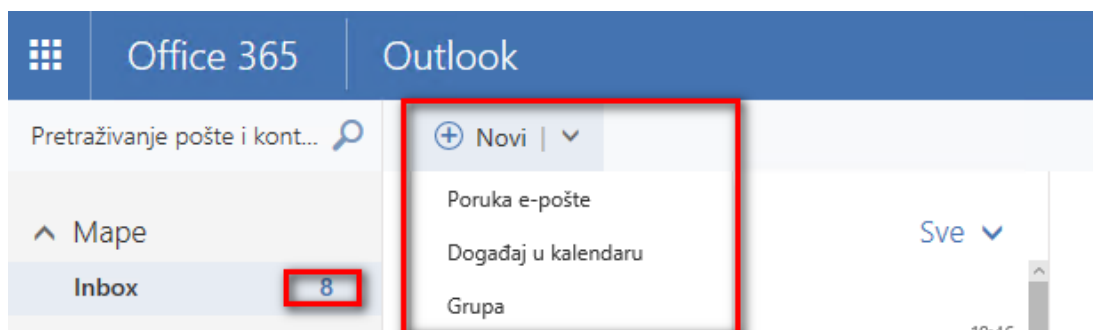 Office 365 Outlook
Pretraživanje pošte i kont... Novi
Poruka e-pošte
Mape Sve
Događaj u kalendaru
Inbox 8
Grupa